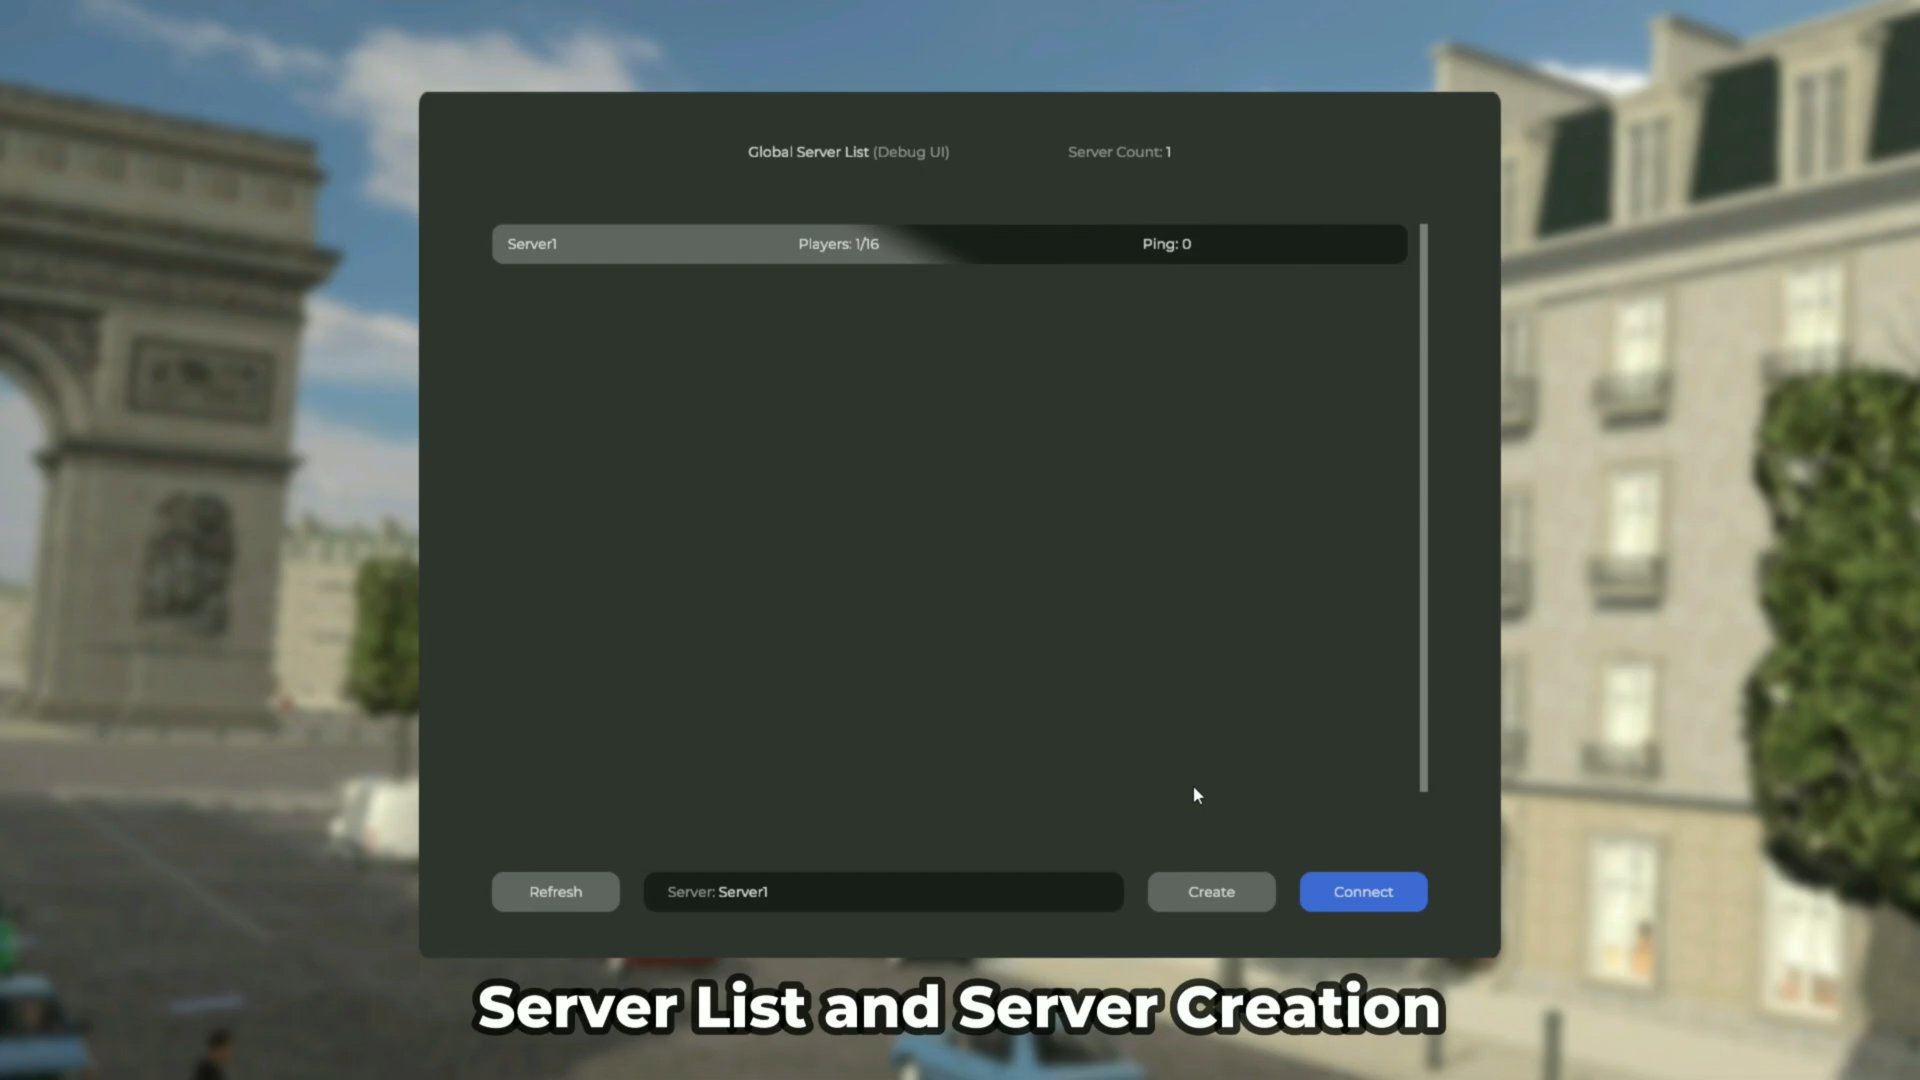 Global Server List (Debug UI) Server Count: 1
Server1 Players: 1/16 Ping: 0
Refresh Server: Server1 Create Connect
Server List and Server Creation